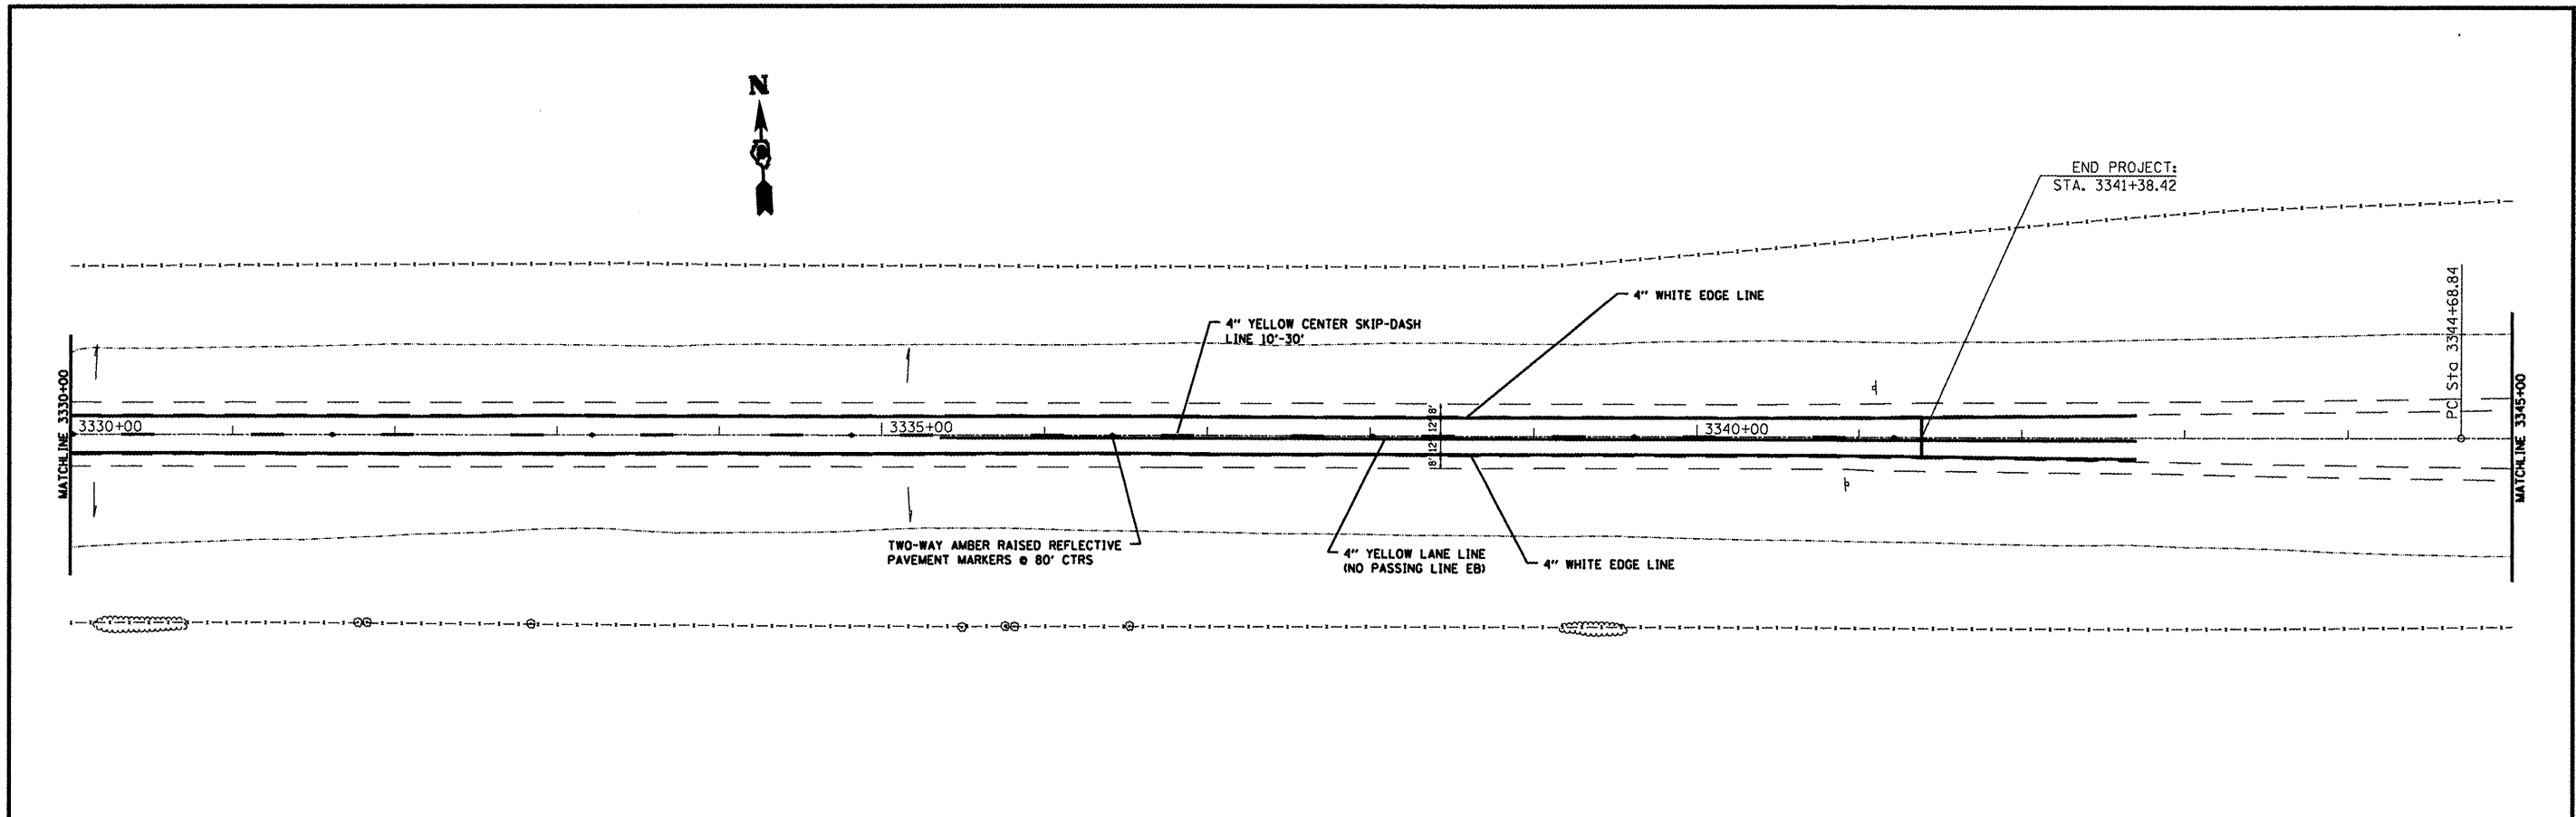 N
END PROJECT:
STA. 3341+38.42
4" WHITE EDGE LINE
4" YELLOW CENTER SKIP-DASH
LINE 10'-30'
PC Sta 3344+68.84
MATCHLINE 3330+00
3330+00
3335+00
8' 12' 12' 8'
3340+00
MATCHLINE 3345+00
TWO-WAY AMBER RAISED REFLECTIVE
PAVEMENT MARKERS @ 80' CTRS
4" YELLOW LANE LINE
(NO PASSING LINE EB)
4" WHITE EDGE LINE